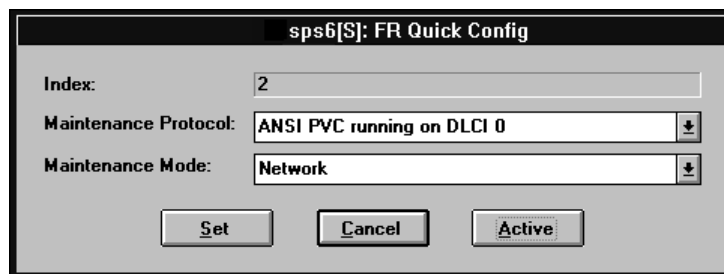 sps6[S]: FR Quick Config
Index: 2
Maintenance Protocol: ANSI PVC running on DLCI 0
Maintenance Mode: Network
Set Cancel Active